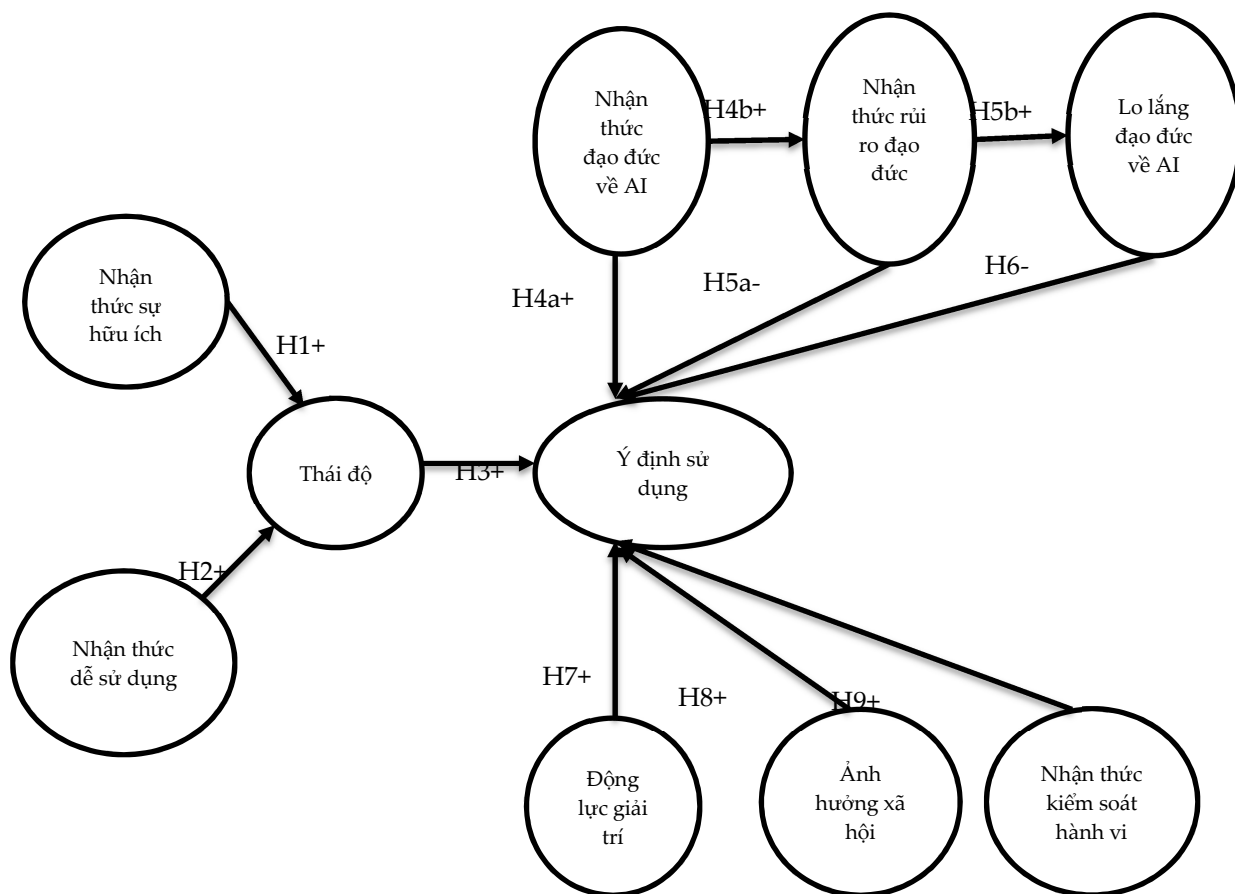 Nhận
thức
đạo đức
về AI
H4b+
Nhận
thức rủi
ro đạo
đức
H5b+
Lo lắng
đạo đức
về AI
Nhận
thức sự
hữu ích
H4a+
H5a-
H6-
H1+
Thái độ
H3+
Ý định sử
dụng
H2+
Nhận thức
dễ sử dụng
H7+
H8+
H9+
Động
lực giải
trí
Ảnh
hưởng xã
hội
Nhận thức
kiểm soát
hành vi